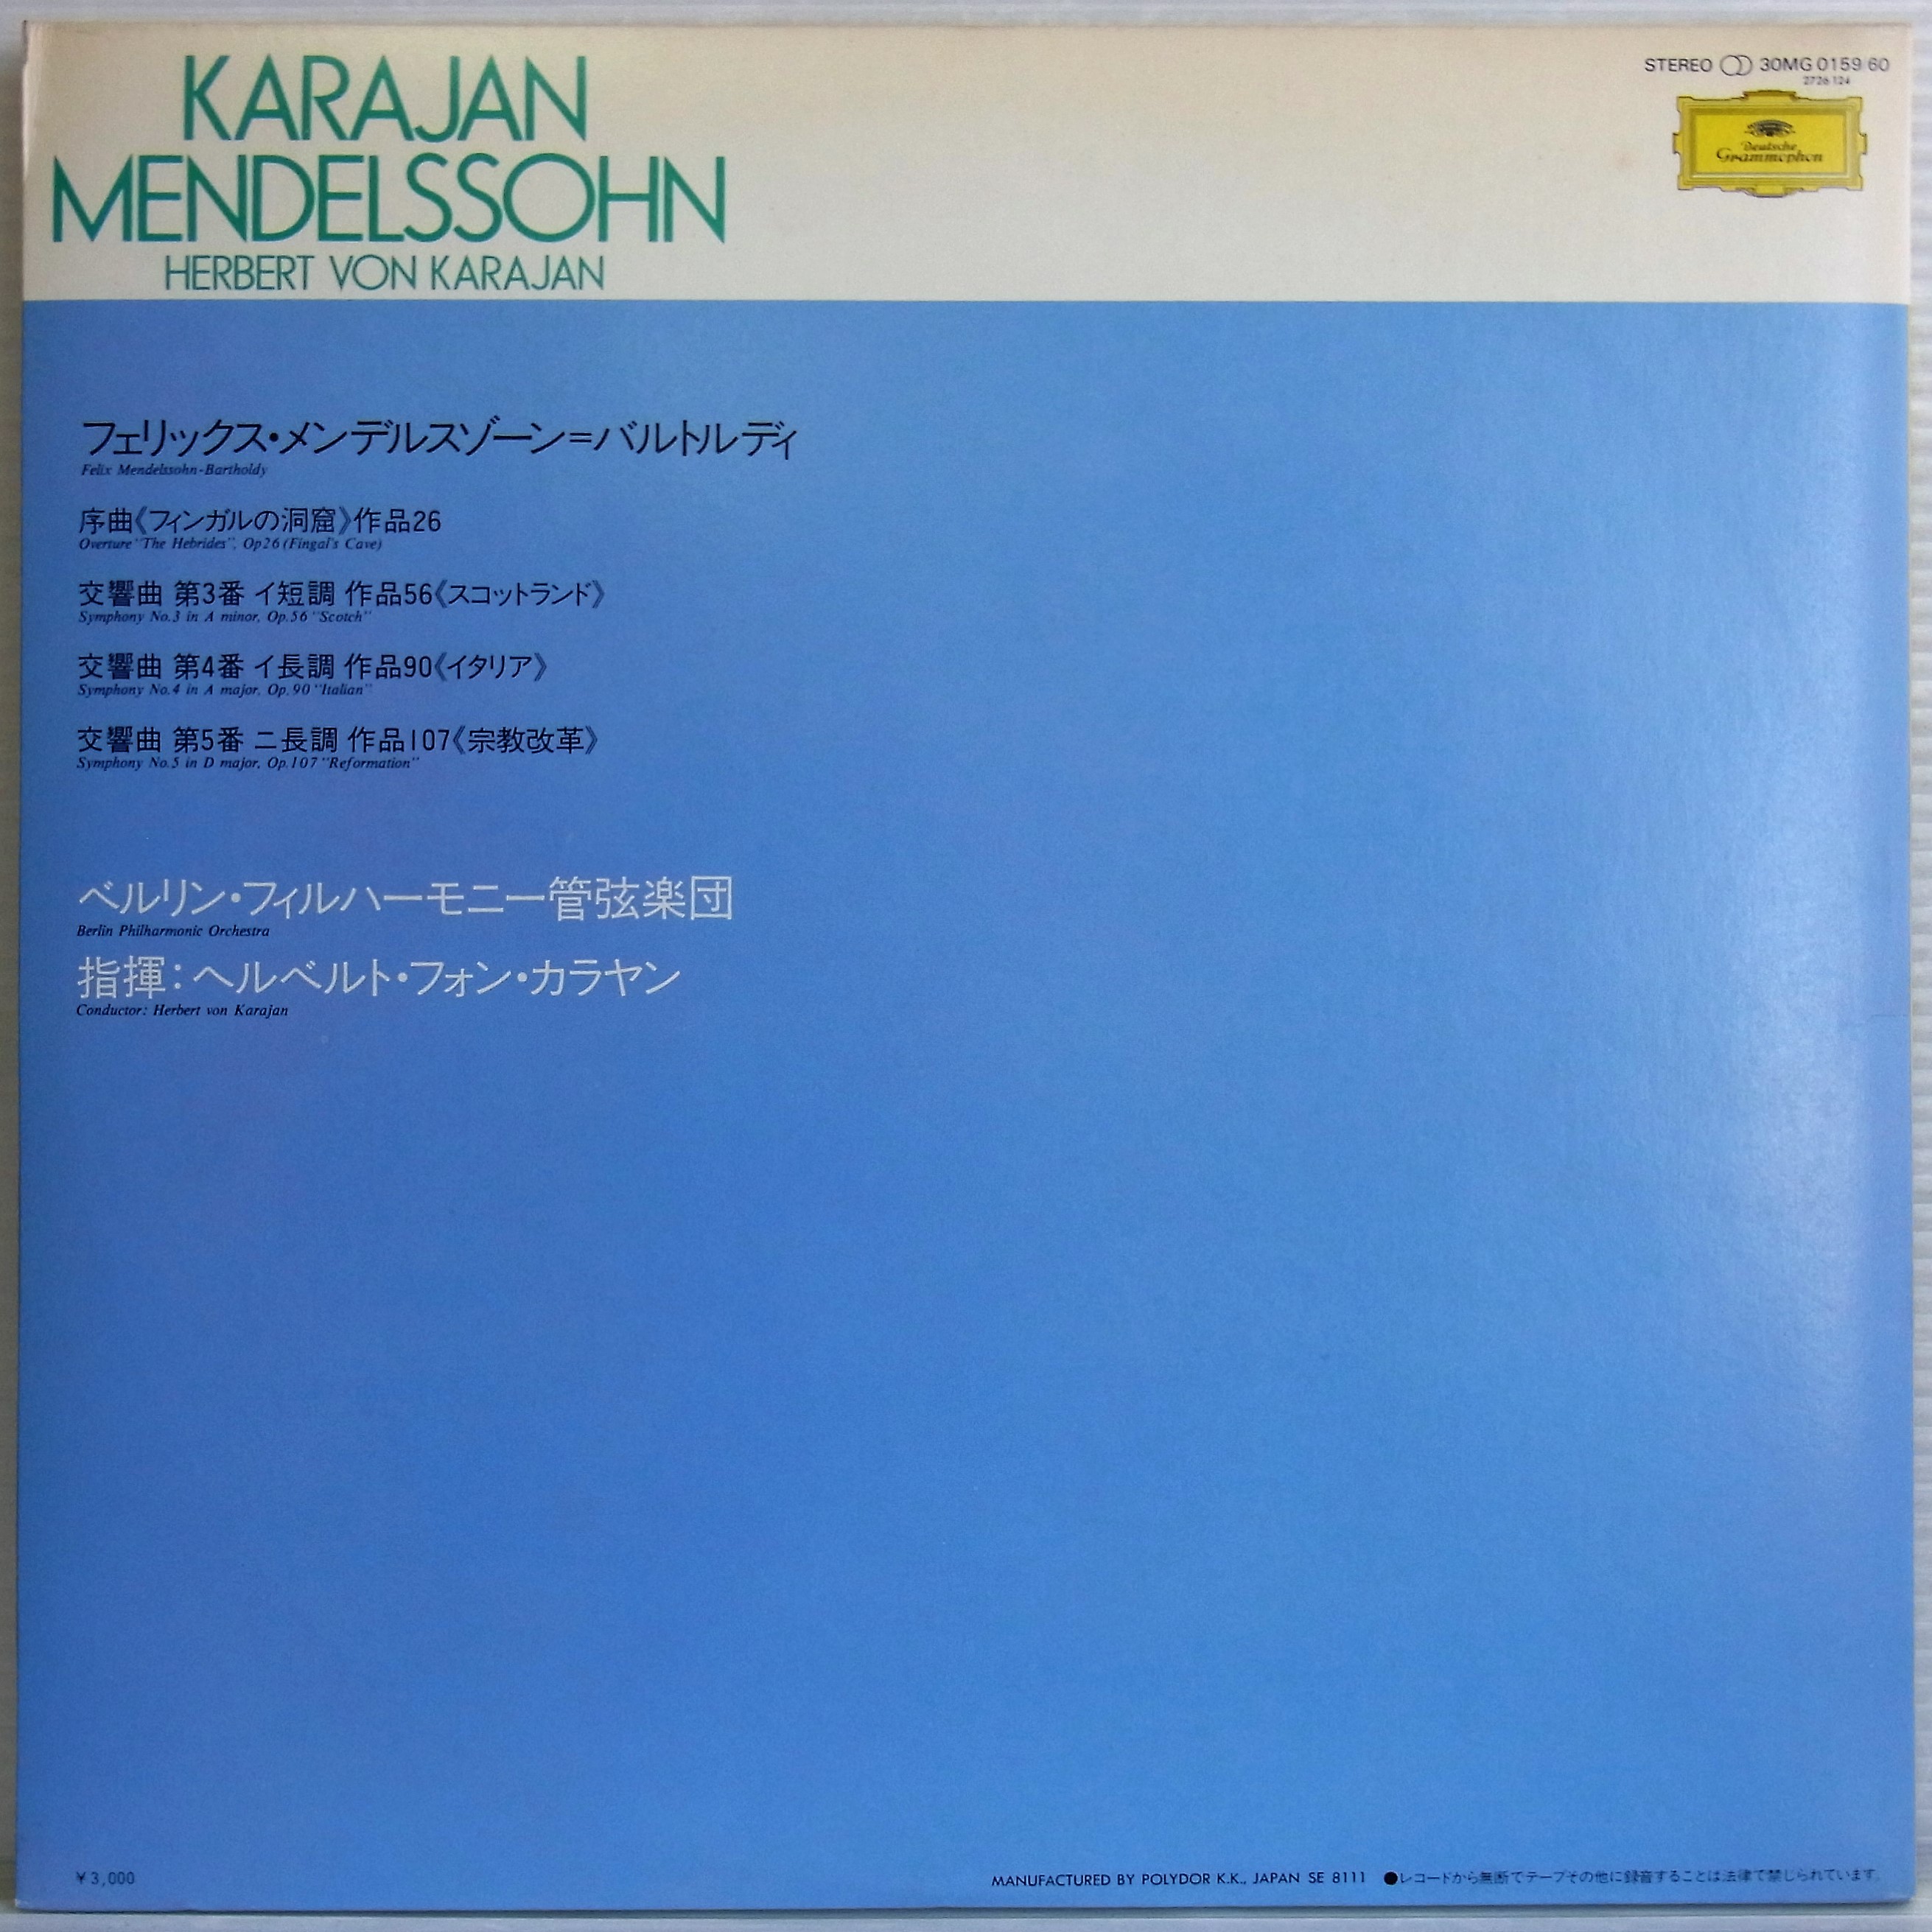 KARAJAN
MENDELSSOHN
HERBERT VON KARAJAN
STEREO 30MG 0159/60
2726 124
Deutsche
Grammophon
フェリックス・メンデルスゾーン=バルトルディ
Felix Mendelssohn-Bartholdy
序曲《フィンガルの洞窟》作品26
Overture "The Hebrides", Op26 (Fingal's Cave)
交響曲 第3番 イ短調 作品56《スコットランド》
Symphony No.3 in A minor, Op.56 "Scotch"
交響曲 第4番 イ長調 作品90《イタリア》
Symphony No.4 in A major, Op.90 "Italian"
交響曲 第5番 ニ長調 作品107《宗教改革》
Symphony No.5 in D major, Op.107 "Reformation"
ベルリン・フィルハーモニー管弦楽団
Berlin Philharmonic Orchestra
指揮:ヘルベルト・フォン・カラヤン
Conductor: Herbert von Karajan
¥3,000
MANUFACTURED BY POLYDOR K.K., JAPAN SE 8111 ●レコードから無断でテープその他に録音することは法律で禁じられています。